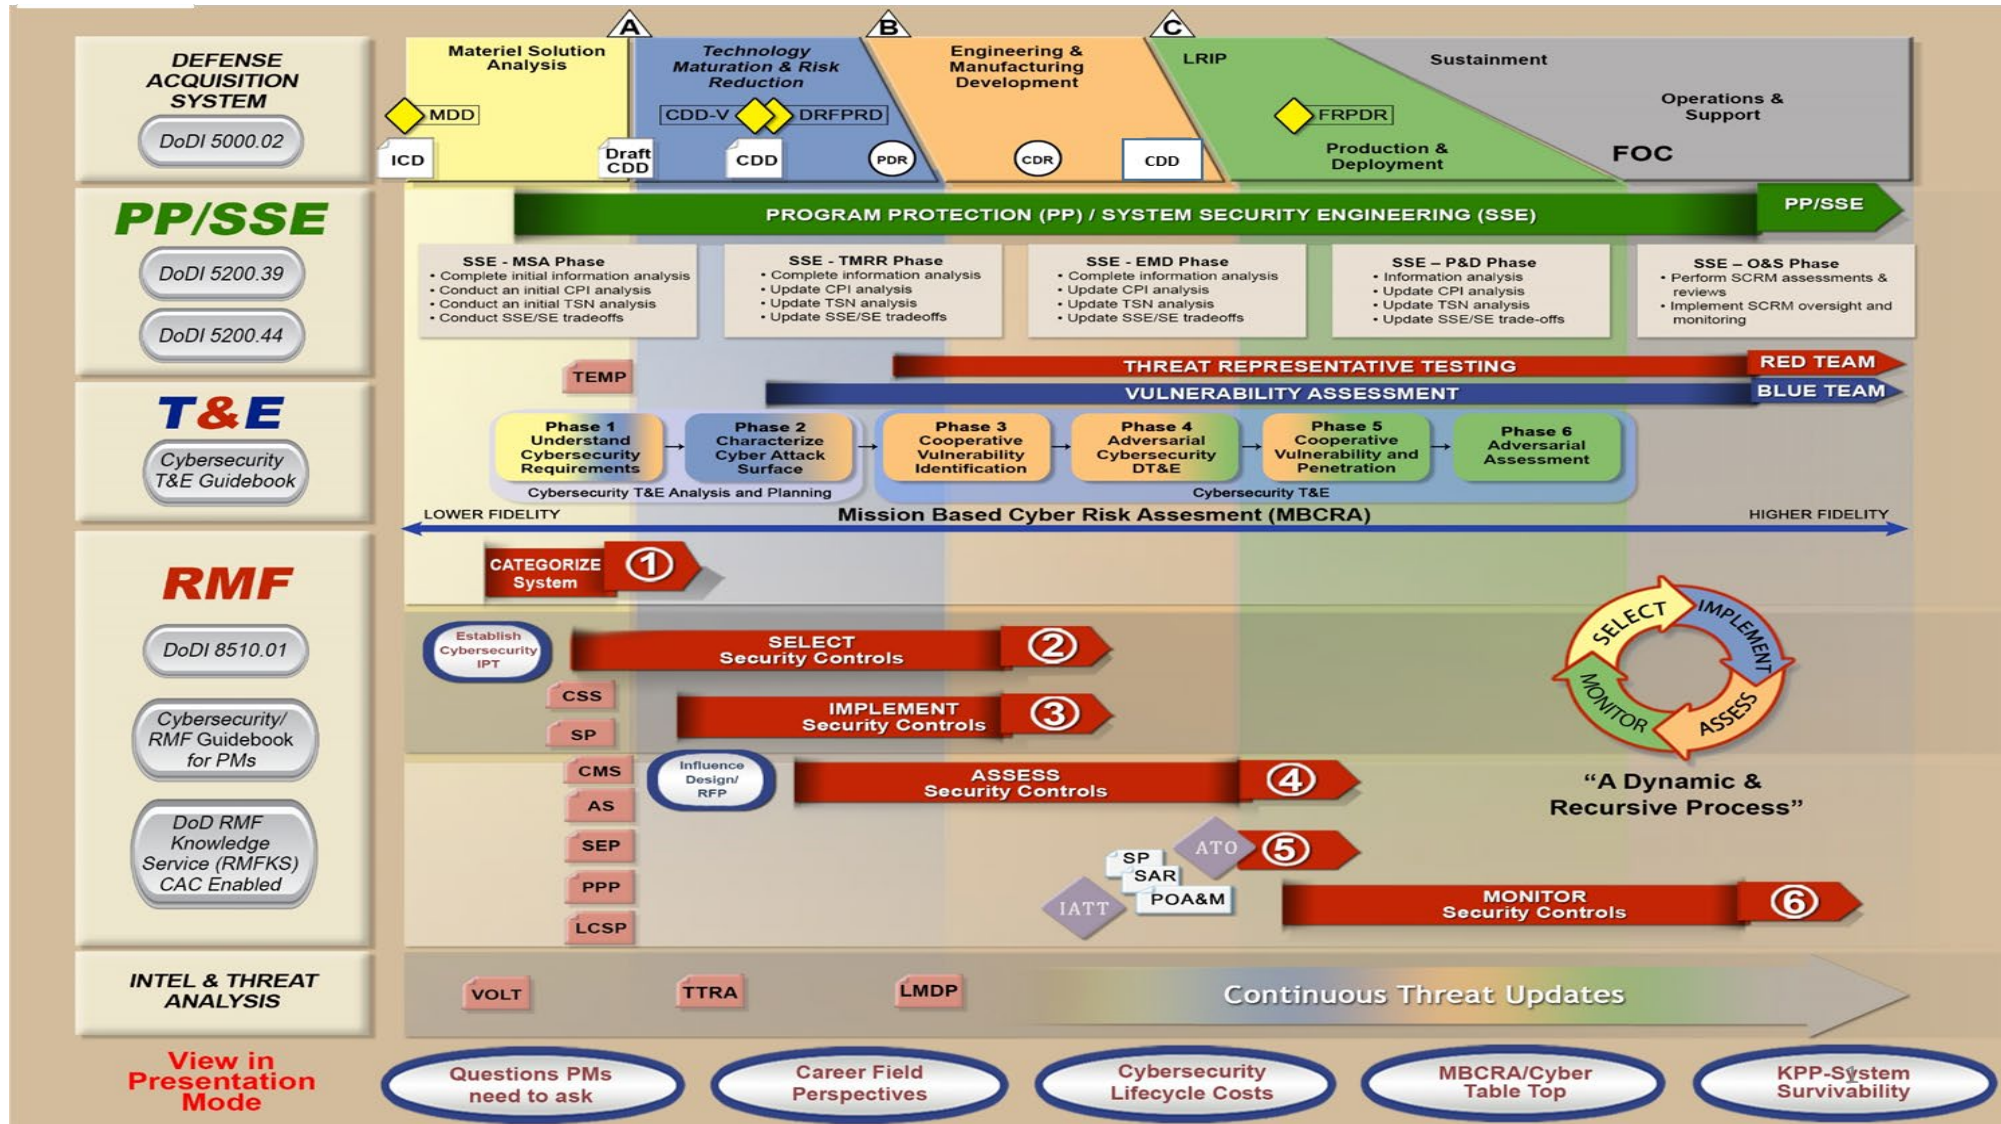 A
B
C
DEFENSE
ACQUISITION
SYSTEM
DoDI 5000.02
Materiel Solution
Analysis
Technology
Maturation & Risk
Reduction
Engineering &
Manufacturing
Development
LRIP
Sustainment
Operations &
Support
MDD
CDD-V
DRFPRD
FRPDR
ICD
Draft
CDD
CDD
PDR
CDR
CDD
Production &
Deployment
FOC
PP/SSE
DoDI 5200.39
DoDI 5200.44
PROGRAM PROTECTION (PP) / SYSTEM SECURITY ENGINEERING (SSE)
PP/SSE
SSE - MSA Phase
• Complete initial information analysis
• Conduct an initial CPI analysis
• Conduct an initial TSN analysis
• Conduct SSE/SE tradeoffs
SSE - TMRR Phase
• Complete information analysis
• Update CPI analysis
• Update TSN analysis
• Update SSE/SE tradeoffs
SSE - EMD Phase
• Complete information analysis
• Update CPI analysis
• Update TSN analysis
• Update SSE/SE tradeoffs
SSE – P&D Phase
• Information analysis
• Update CPI analysis
• Update TSN analysis
• Update SSE/SE trade-offs
SSE – O&S Phase
• Perform SCRM assessments &
reviews
• Implement SCRM oversight and
monitoring
TEMP
THREAT REPRESENTATIVE TESTING
RED TEAM
VULNERABILITY ASSESSMENT
BLUE TEAM
T&E
Cybersecurity
T&E Guidebook
Phase 1
Understand
Cybersecurity
Requirements
Phase 2
Characterize
Cyber Attack
Surface
Phase 3
Cooperative
Vulnerability
Identification
Phase 4
Adversarial
Cybersecurity
DT&E
Phase 5
Cooperative
Vulnerability and
Penetration
Phase 6
Adversarial
Assessment
Cybersecurity T&E Analysis and Planning
Cybersecurity T&E
LOWER FIDELITY
Mission Based Cyber Risk Assesment (MBCRA)
HIGHER FIDELITY
RMF
DoDI 8510.01
Cybersecurity/
RMF Guidebook
for PMs
DoD RMF
Knowledge
Service (RMFKS)
CAC Enabled
CATEGORIZE
System
1
Establish
Cybersecurity
IPT
SELECT
Security Controls
2
CSS
SP
IMPLEMENT
Security Controls
3
CMS
AS
SEP
PPP
LCSP
Influence
Design/
RFP
ASSESS
Security Controls
4
ATO
5
SP
SAR
POA&M
IATT
MONITOR
Security Controls
6
SELECT
IMPLEMENT
ASSESS
MONITOR
“A Dynamic &
Recursive Process”
INTEL & THREAT
ANALYSIS
VOLT
TTRA
LMDP
Continuous Threat Updates
View in
Presentation
Mode
Questions PMs
need to ask
Career Field
Perspectives
Cybersecurity
Lifecycle Costs
MBCRA/Cyber
Table Top
KPP-System
Survivability
1